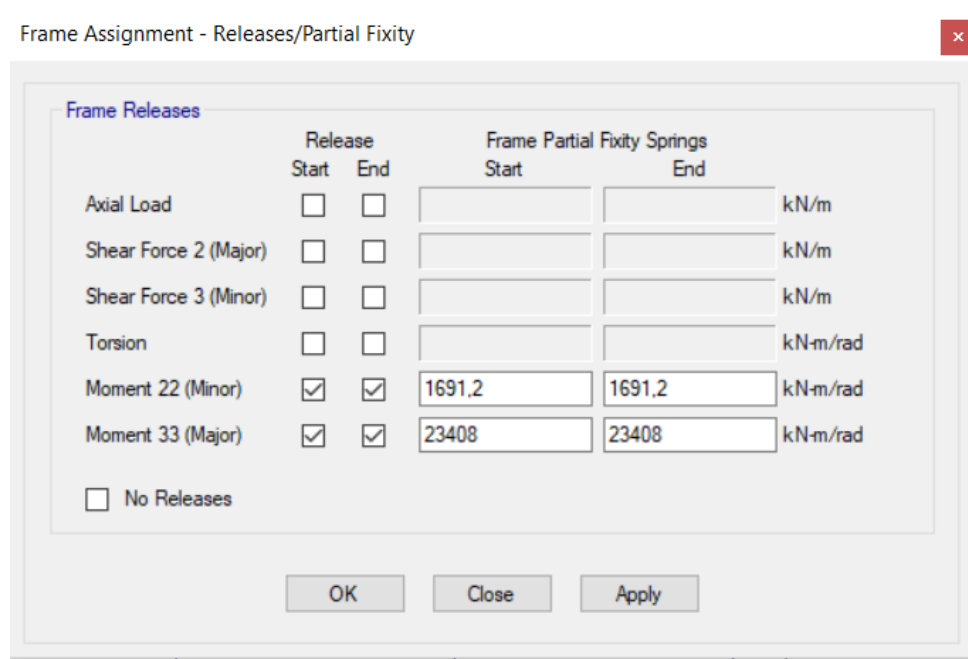 Frame Assignment - Releases/Partial Fixity
×
Frame Releases
Release Frame Partial Fixity Springs
Start End Start End
Axial Load kN/m
Shear Force 2 (Major) kN/m
Shear Force 3 (Minor) kN/m
Torsion kN-m/rad
Moment 22 (Minor) 1691,2 1691,2 kN-m/rad
Moment 33 (Major) 23408 23408 kN-m/rad
No Releases
OK Close Apply